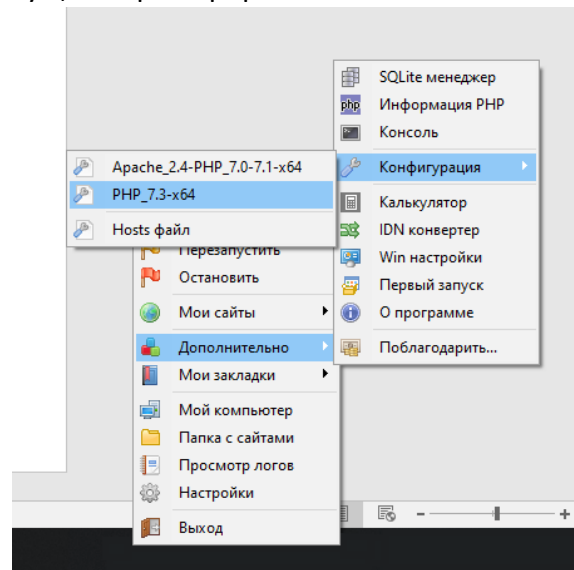 SQLite менеджер
php Информация PHP
Консоль
Конфигурация
Калькулятор
IDN конвертер
Win настройки
Первый запуск
О программе
Поблагодарить...
Apache_2.4-PHP_7.0-7.1-x64
PHP_7.3-x64
Hosts файл
Перезапустить
Остановить
Мои сайты
Дополнительно
Мои закладки
Мой компьютер
Папка с сайтами
Просмотр логов
Настройки
Выход